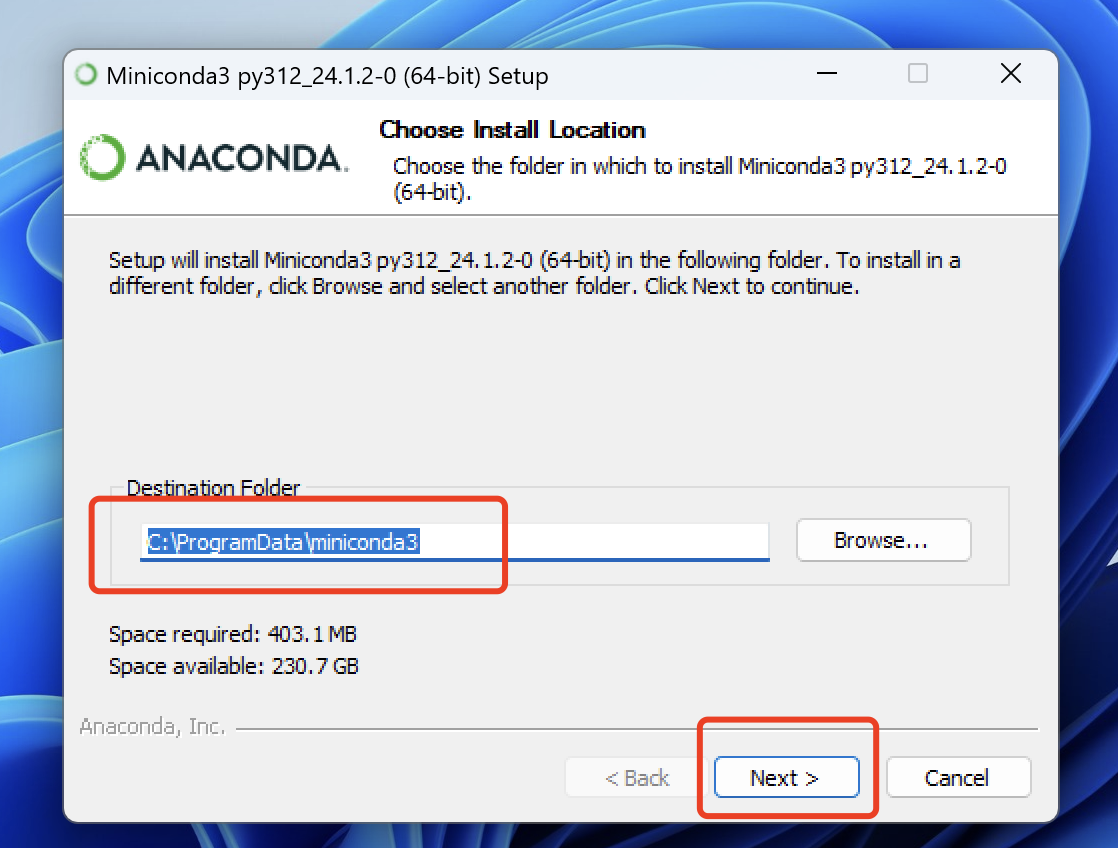 Miniconda3 py312_24.1.2-0 (64-bit) Setup
ANACONDA.
Choose Install Location
Choose the folder in which to install Miniconda3 py312_24.1.2-0
(64-bit).
Setup will install Miniconda3 py312_24.1.2-0 (64-bit) in the following folder. To install in a
different folder, click Browse and select another folder. Click Next to continue.
Destination Folder
C:\ProgramData\miniconda3
Browse...
Space required: 403.1 MB
Space available: 230.7 GB
Anaconda, Inc.
< Back
Next >
Cancel